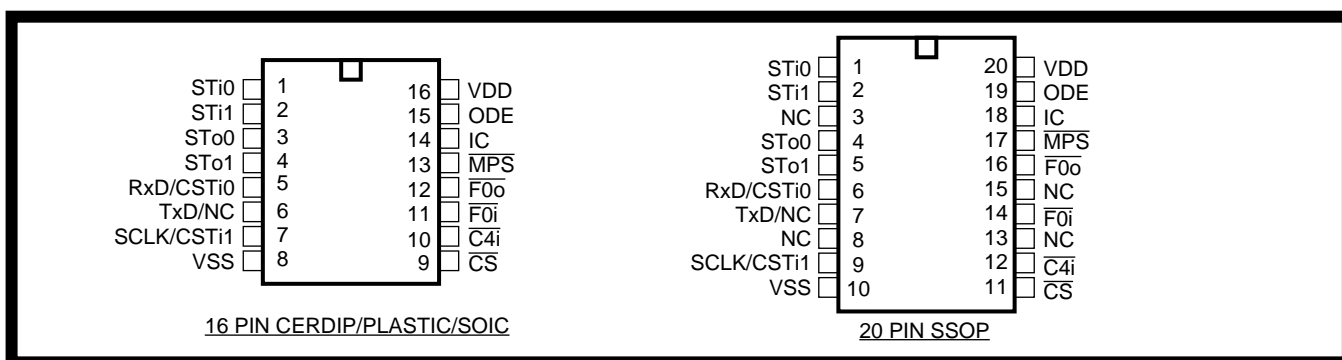 STi0 1 16 VDD
STi1 2 15 ODE
STo0 3 14 IC
STo1 4 13 MPS
RxD/CSTi0 5 12 F0o
TxD/NC 6 11 F0i
SCLK/CSTi1 7 10 C4i
VSS 8 9 CS
16 PIN CERDIP/PLASTIC/SOIC
STi0 1 20 VDD
STi1 2 19 ODE
NC 3 18 IC
STo0 4 17 MPS
STo1 5 16 F0o
RxD/CSTi0 6 15 NC
TxD/NC 7 14 F0i
NC 8 13 NC
SCLK/CSTi1 9 12 C4i
VSS 10 11 CS
20 PIN SSOP